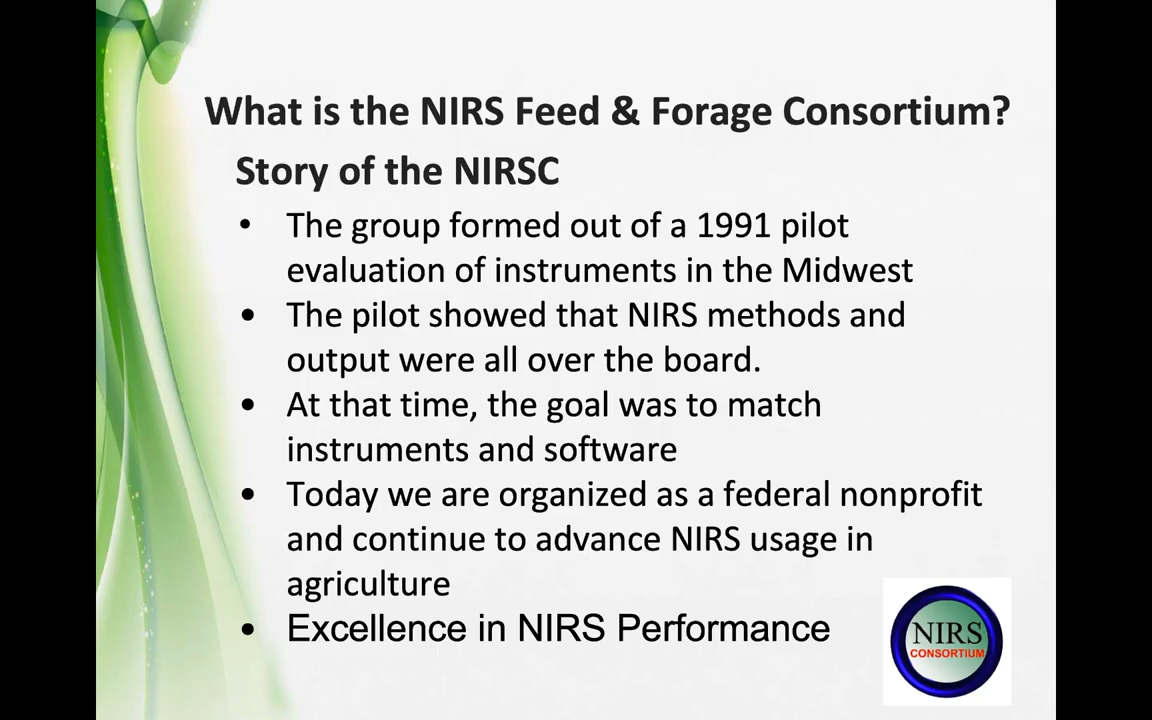 What is the NIRS Feed & Forage Consortium?
Story of the NIRSC
• The group formed out of a 1991 pilot
evaluation of instruments in the Midwest
• The pilot showed that NIRS methods and
output were all over the board.
• At that time, the goal was to match
instruments and software
• Today we are organized as a federal nonprofit
and continue to advance NIRS usage in
agriculture
• Excellence in NIRS Performance
NIRS
CONSORTIUM